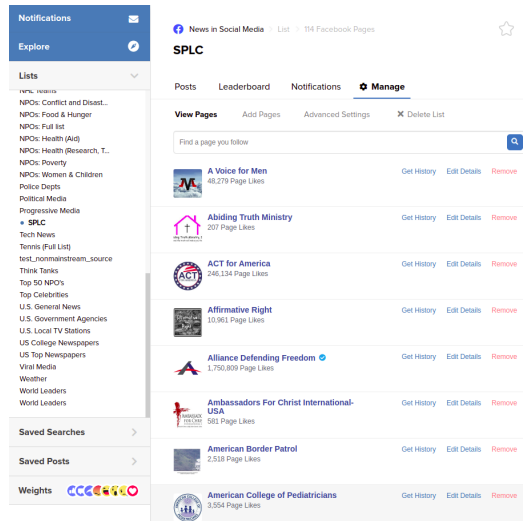 Notifications
Explore
Lists
NHL Teams
NPOs: Conflict and Disast...
NPOs: Food & Hunger
NPOs: Full list
NPOs: Health (Aid)
NPOs: Health (Research, T...
NPOs: Poverty
NPOs: Women & Children
Police Depts
Political Media
Progressive Media
SPLC
Tech News
Tennis (Full List)
test_nonmainstream_source
Think Tanks
Top 50 NPO's
Top Celebrities
U.S. General News
U.S. Government Agencies
U.S. Local TV Stations
US College Newspapers
US Top Newspapers
Viral Media
Weather
World Leaders
World Leaders
Saved Searches
Saved Posts
Weights
News in Social Media List 114 Facebook Pages
SPLC
Posts Leaderboard Notifications Manage
View Pages Add Pages Advanced Settings Delete List
Find a page you follow
A Voice for Men Get History Edit Details Remove
48,279 Page Likes
Abiding Truth Ministry Get History Edit Details Remove
207 Page Likes
ACT for America Get History Edit Details Remove
246,134 Page Likes
ACT
Affirmative Right Get History Edit Details Remove
10,961 Page Likes
Alliance Defending Freedom Get History Edit Details Remove
1,750,809 Page Likes
Ambassadors For Christ International- Get History Edit Details Remove
USA
581 Page Likes
American Border Patrol Get History Edit Details Remove
2,518 Page Likes
American College of Pediatricians Get History Edit Details Remove
3,554 Page Likes